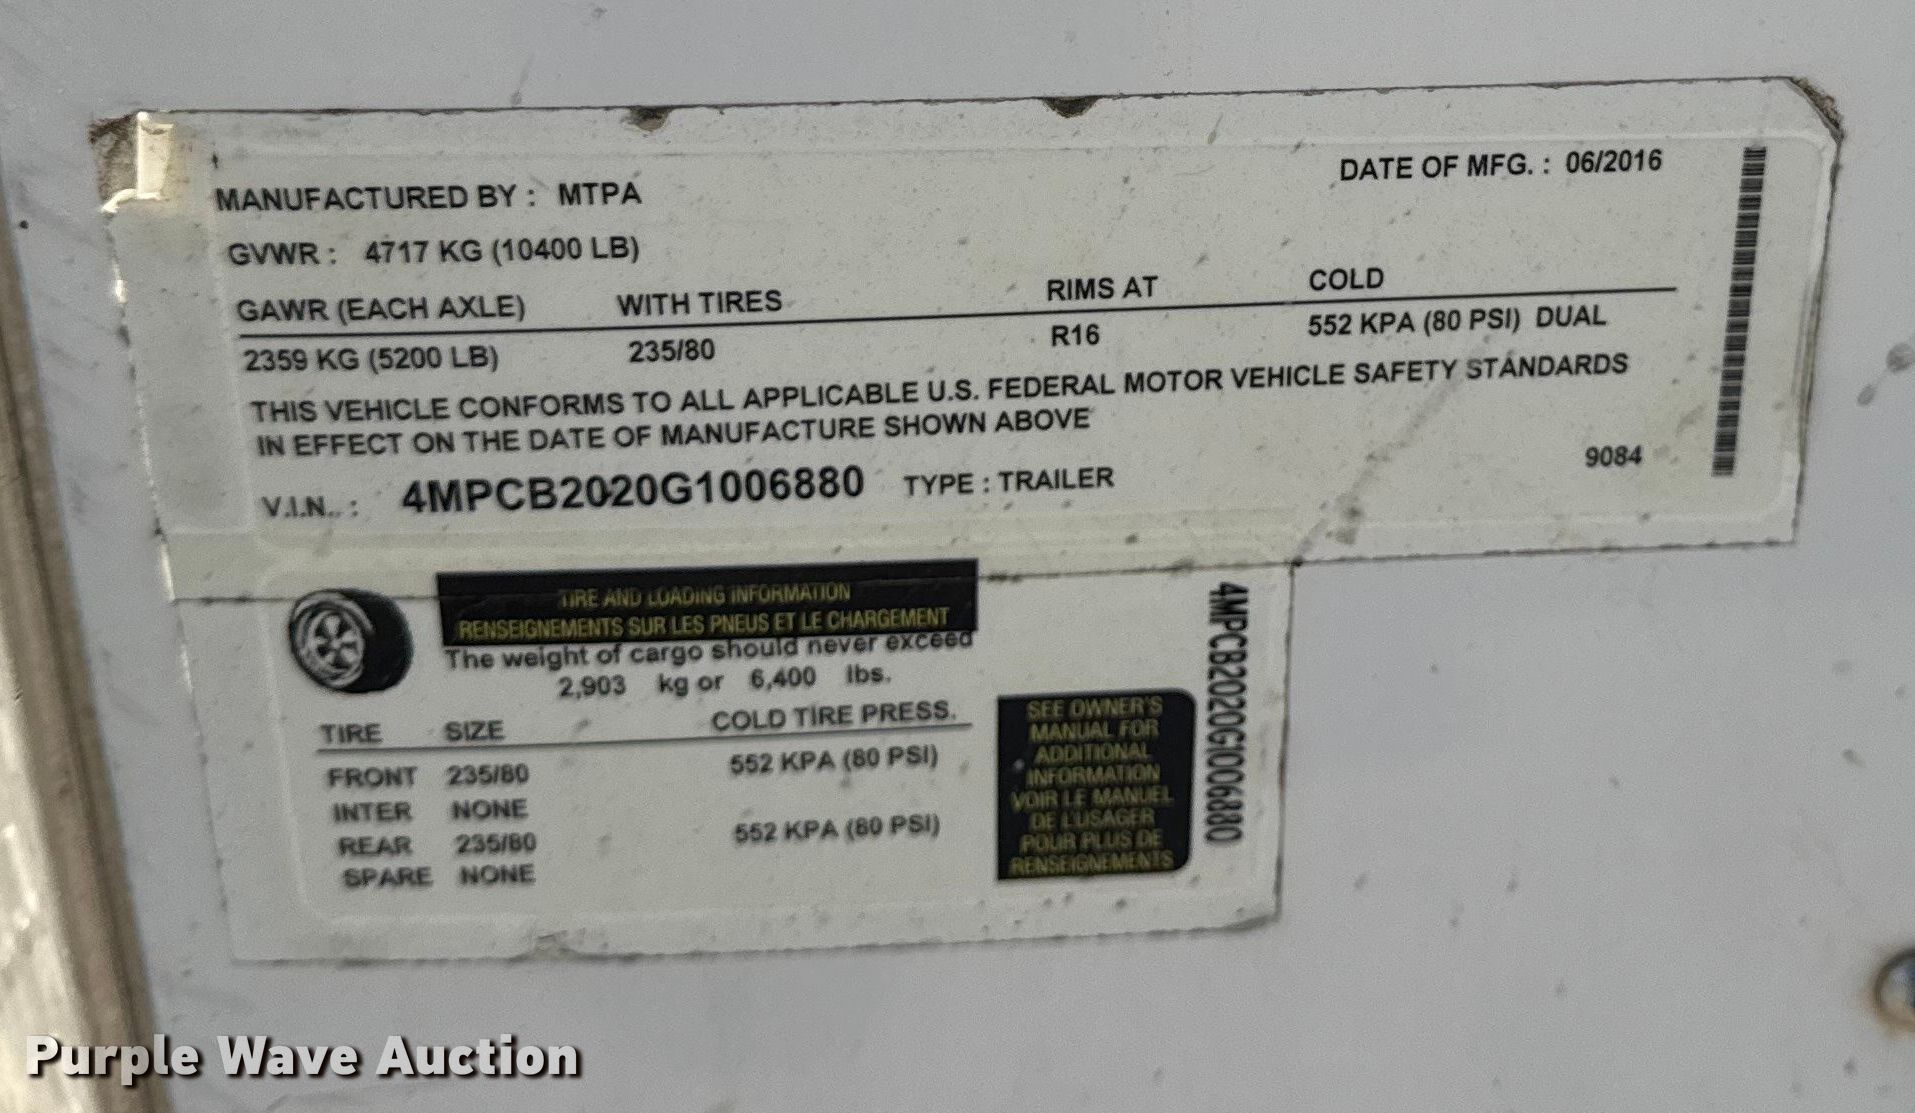 MANUFACTURED BY : MTPA
DATE OF MFG. : 06/2016
GVWR : 4717 KG (10400 LB)
GAWR (EACH AXLE) WITH TIRES RIMS AT COLD
2359 KG (5200 LB) 235/80 R16 552 KPA (80 PSI) DUAL
THIS VEHICLE CONFORMS TO ALL APPLICABLE U.S. FEDERAL MOTOR VEHICLE SAFETY STANDARDS
IN EFFECT ON THE DATE OF MANUFACTURE SHOWN ABOVE
9084
V.I.N.. : 4MPCB2020G1006880 TYPE : TRAILER
TIRE AND LOADING INFORMATION
RENSEIGNEMENTS SUR LES PNEUS ET LE CHARGEMENT
The weight of cargo should never exceed
2,903 kg or 6,400 lbs.
TIRE SIZE COLD TIRE PRESS.
FRONT 235/80 552 KPA (80 PSI)
INTER NONE
REAR 235/80 552 KPA (80 PSI)
SPARE NONE
SEE OWNER'S
MANUAL FOR
ADDITIONAL
INFORMATION
VOIR LE MANUEL
DE L'USAGER
POUR PLUS DE
RENSEIGNEMENTS
4MPCB2020G1006880
Purple Wave Auction